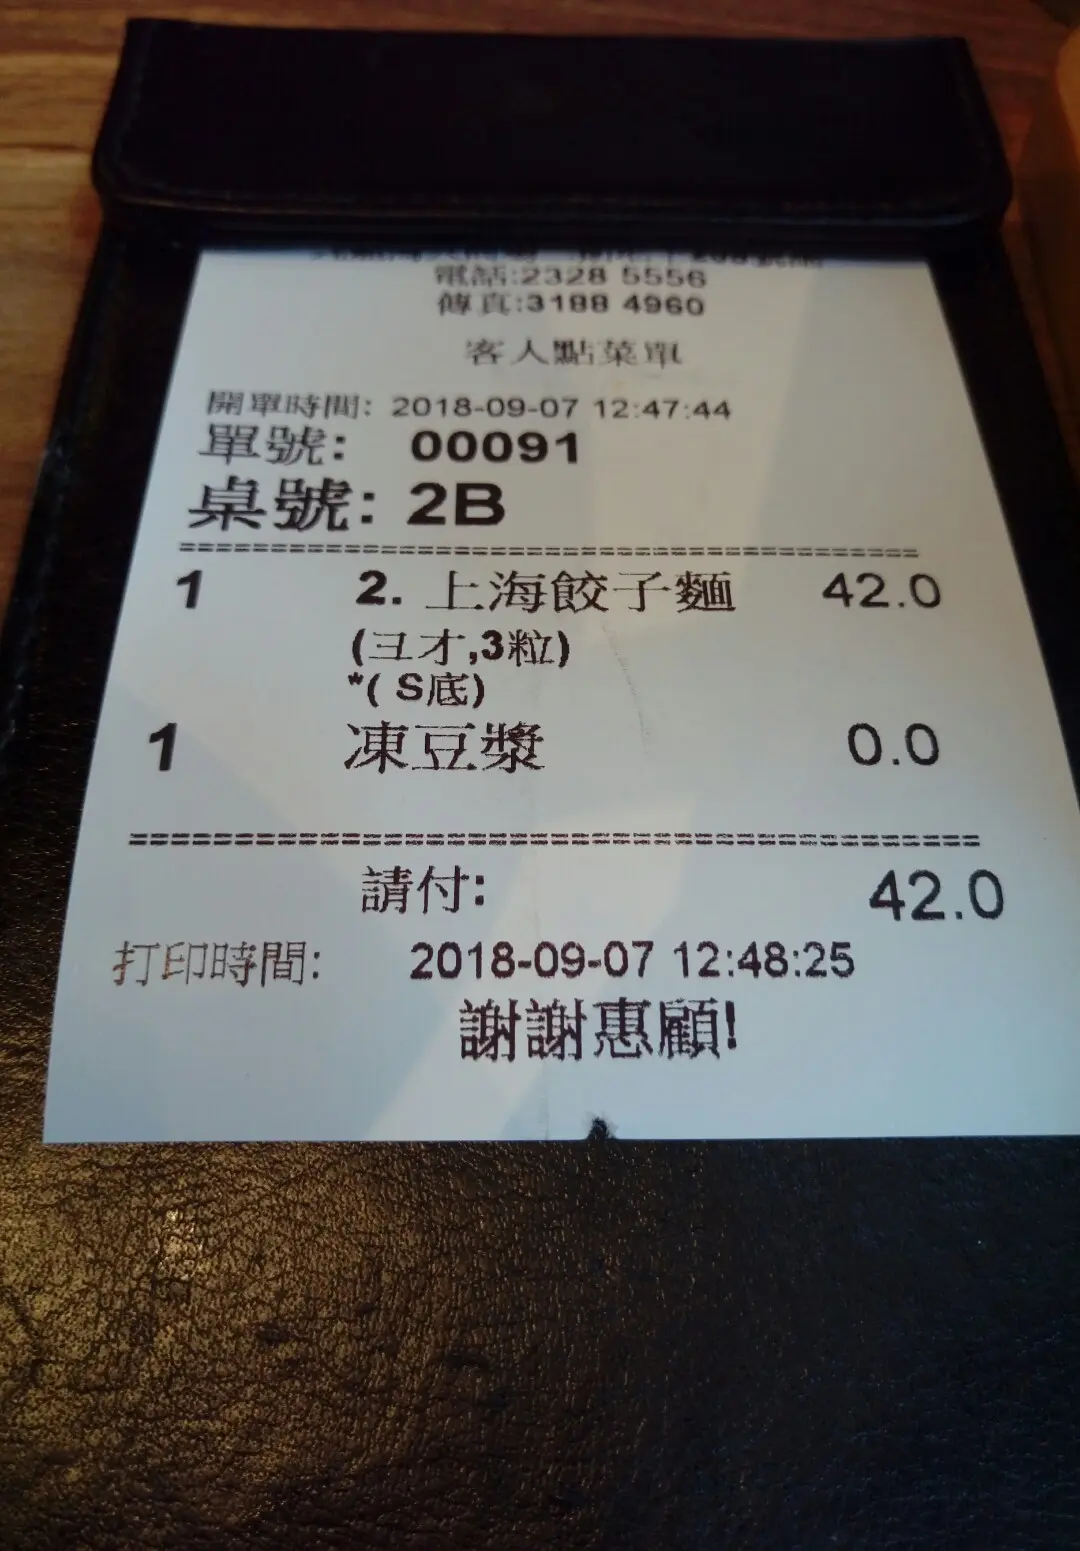 電話:2328 5556
傳真:3188 4960
客人點菜單
開單時間: 2018-09-07 12:47:44
單號: 00091
桌號: 2B
1 2. 上海餃子麵 42.0
(彐才,3粒)
*( S底)
1 凍豆漿 0.0
請付: 42.0
打印時間: 2018-09-07 12:48:25
謝謝惠顧!